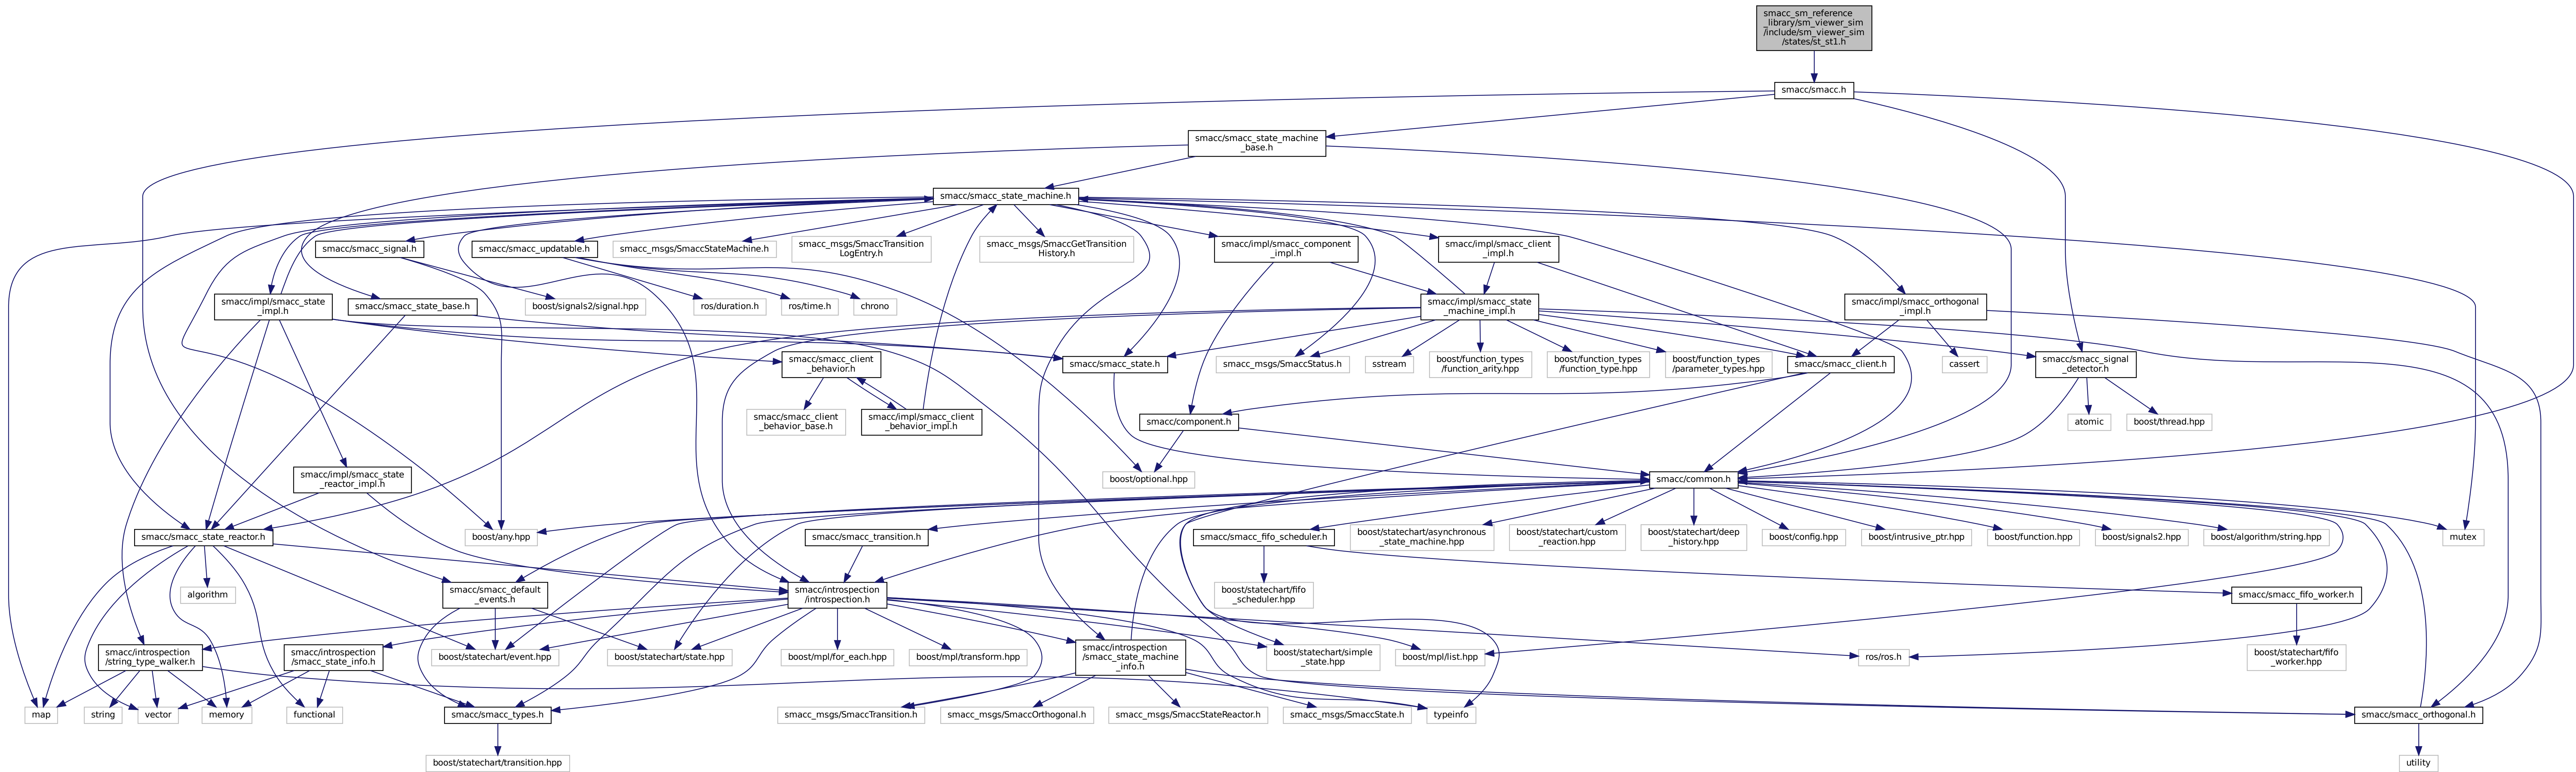 smacc_sm_reference
_library/sm_viewer_sim
/include/sm_viewer_sim
/states/st_st1.h
smacc/smacc.h
smacc/smacc_state_machine
_base.h
smacc/smacc_state_machine.h
smacc/smacc_signal.h
smacc/smacc_updatable.h
smacc_msgs/SmaccStateMachine.h
smacc_msgs/SmaccTransition
LogEntry.h
smacc_msgs/SmaccGetTransition
History.h
smacc/impl/smacc_component
_impl.h
smacc/impl/smacc_client
_impl.h
smacc/impl/smacc_state
_impl.h
smacc/smacc_state_base.h
boost/signals2/signal.hpp
ros/duration.h
ros/time.h
chrono
smacc/impl/smacc_state
_machine_impl.h
smacc/impl/smacc_orthogonal
_impl.h
smacc/smacc_client
_behavior.h
smacc/smacc_state.h
smacc_msgs/SmaccStatus.h
sstream
boost/function_types
/function_arity.hpp
boost/function_types
/function_type.hpp
boost/function_types
/parameter_types.hpp
smacc/smacc_client.h
cassert
smacc/smacc_signal
_detector.h
smacc/smacc_client
_behavior_base.h
smacc/impl/smacc_client
_behavior_impl.h
smacc/component.h
atomic
boost/thread.hpp
smacc/impl/smacc_state
_reactor_impl.h
boost/optional.hpp
smacc/common.h
smacc/smacc_state_reactor.h
boost/any.hpp
smacc/smacc_transition.h
smacc/smacc_fifo_scheduler.h
boost/statechart/asynchronous
_state_machine.hpp
boost/statechart/custom
_reaction.hpp
boost/statechart/deep
_history.hpp
boost/config.hpp
boost/intrusive_ptr.hpp
boost/function.hpp
boost/signals2.hpp
boost/algorithm/string.hpp
mutex
algorithm
smacc/smacc_default
_events.h
smacc/introspection
/introspection.h
boost/statechart/fifo
_scheduler.hpp
smacc/smacc_fifo_worker.h
smacc/introspection
/string_type_walker.h
smacc/introspection
/smacc_state_info.h
boost/statechart/event.hpp
boost/statechart/state.hpp
boost/mpl/for_each.hpp
boost/mpl/transform.hpp
smacc/introspection
/smacc_state_machine
_info.h
boost/statechart/simple
_state.hpp
boost/mpl/list.hpp
ros/ros.h
boost/statechart/fifo
_worker.hpp
map
string
vector
memory
functional
smacc/smacc_types.h
smacc_msgs/SmaccTransition.h
smacc_msgs/SmaccOrthogonal.h
smacc_msgs/SmaccStateReactor.h
smacc_msgs/SmaccState.h
typeinfo
smacc/smacc_orthogonal.h
boost/statechart/transition.hpp
utility